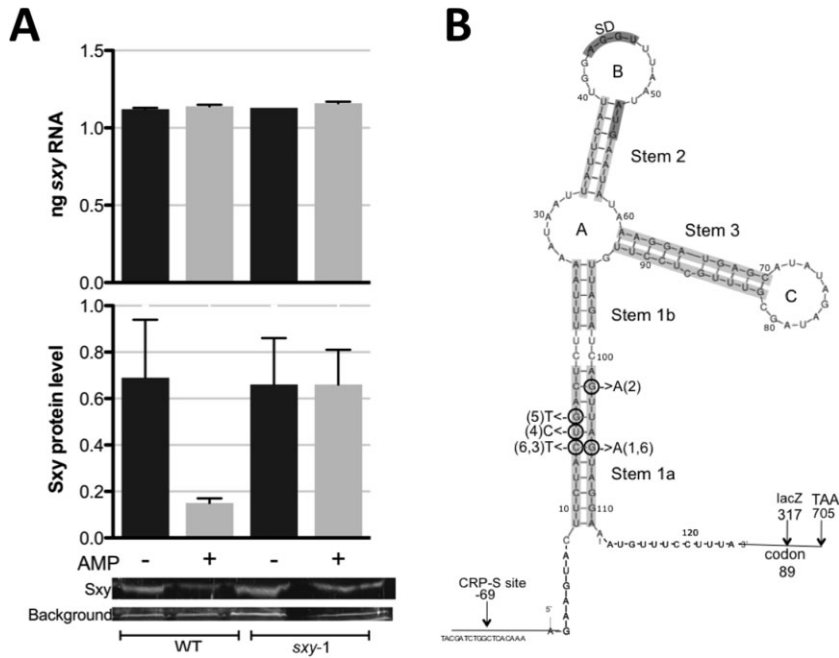 A
B
ng sxy RNA
1.5
1.0
0.5
0.0
Sxy protein level
1.0
0.8
0.6
0.4
0.2
0.0
AMP - + - +
Sxy
Background
WT
sxy-1
SD
B
40
50
Stem 2
30
A
60
Stem 3
90
70
C
80
Stem 1b
100
->A(2)
(5)T<-
(4)C<-
(6,3)T<-
->A(1,6)
Stem 1a
10
110
120
3'
lacZ
317
TAA
705
codon
89
CRP-S site
-69
5'
TACGATCTGGCTCACAAA